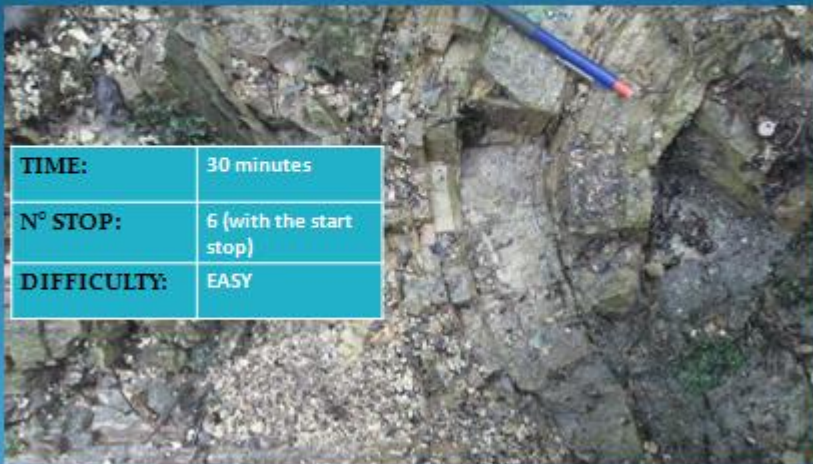 TIME: 30 minutes
N° STOP: 6 (with the start
stop)
DIFFICULTY: EASY